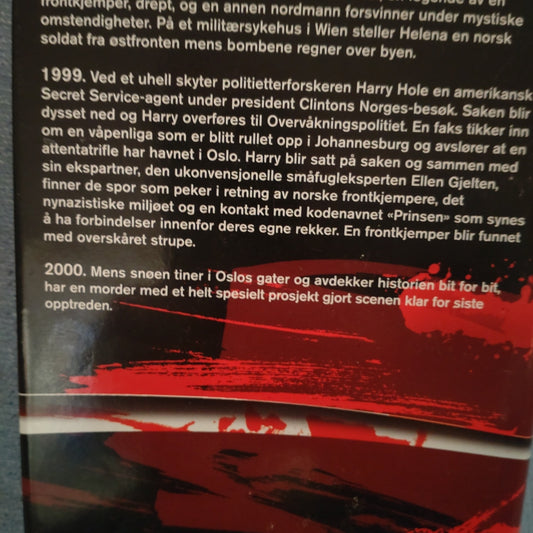 frontkjemper, drept, og en annen nordmann forsvinner under mystiske
omstendigheter. På et militærsykehus i Wien steller Helena en norsk
soldat fra østfronten mens bombene regner over byen.
1999. Ved et uhell skyter politietterforskeren Harry Hole en amerikansk
Secret Service-agent under president Clintons Norges-besøk. Saken blir
dysset ned og Harry overføres til Overvåkningspolitiet. En faks tikker inn
om en våpenliga som er blitt rullet opp i Johannesburg og avslører at en
attentatrifle har havnet i Oslo. Harry blir satt på saken og sammen med
sin ekspartner, den ukonvensjonelle småfugleksperten Ellen Gjelten,
finner de spor som peker i retning av norske frontkjempere, det
nynazistiske miljøet og en kontakt med kodenavnet «Prinsen» som synes
å ha forbindelser innenfor deres egne rekker. En frontkjemper blir funnet
med overskåret strupe.
2000. Mens snøen tiner i Oslos gater og avdekker historien bit for bit,
har en morder med et helt spesielt prosjekt gjort scenen klar for siste
opptreden.